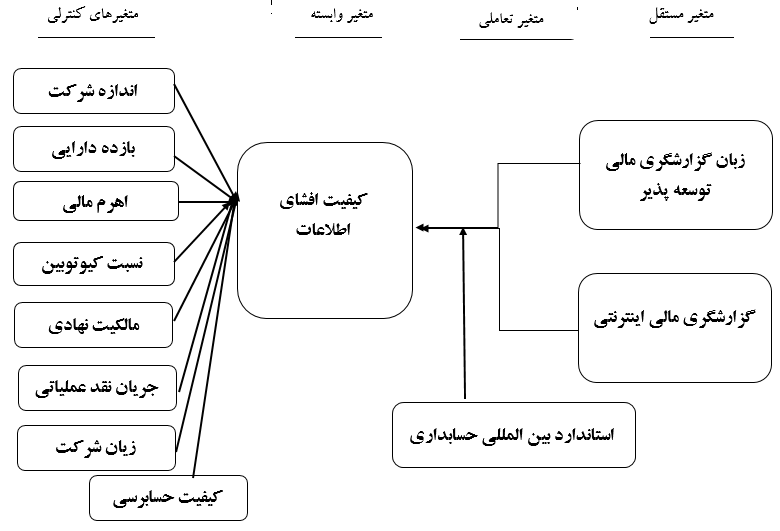 متغیر مستقل
متغیر تعاملی
متغیر وابسته
متغیرهای کنترلی
زبان گزارشگری مالی
توسعه پذیر
گزارشگری مالی اینترنتی
استاندارد بین المللی حسابداری
کیفیت افشای
اطلاعات
اندازه شرکت
بازده دارایی
اهرم مالی
نسبت کیوتوبین
مالکیت نهادی
جریان نقد عملیاتی
زیان شرکت
کیفیت حسابرسی